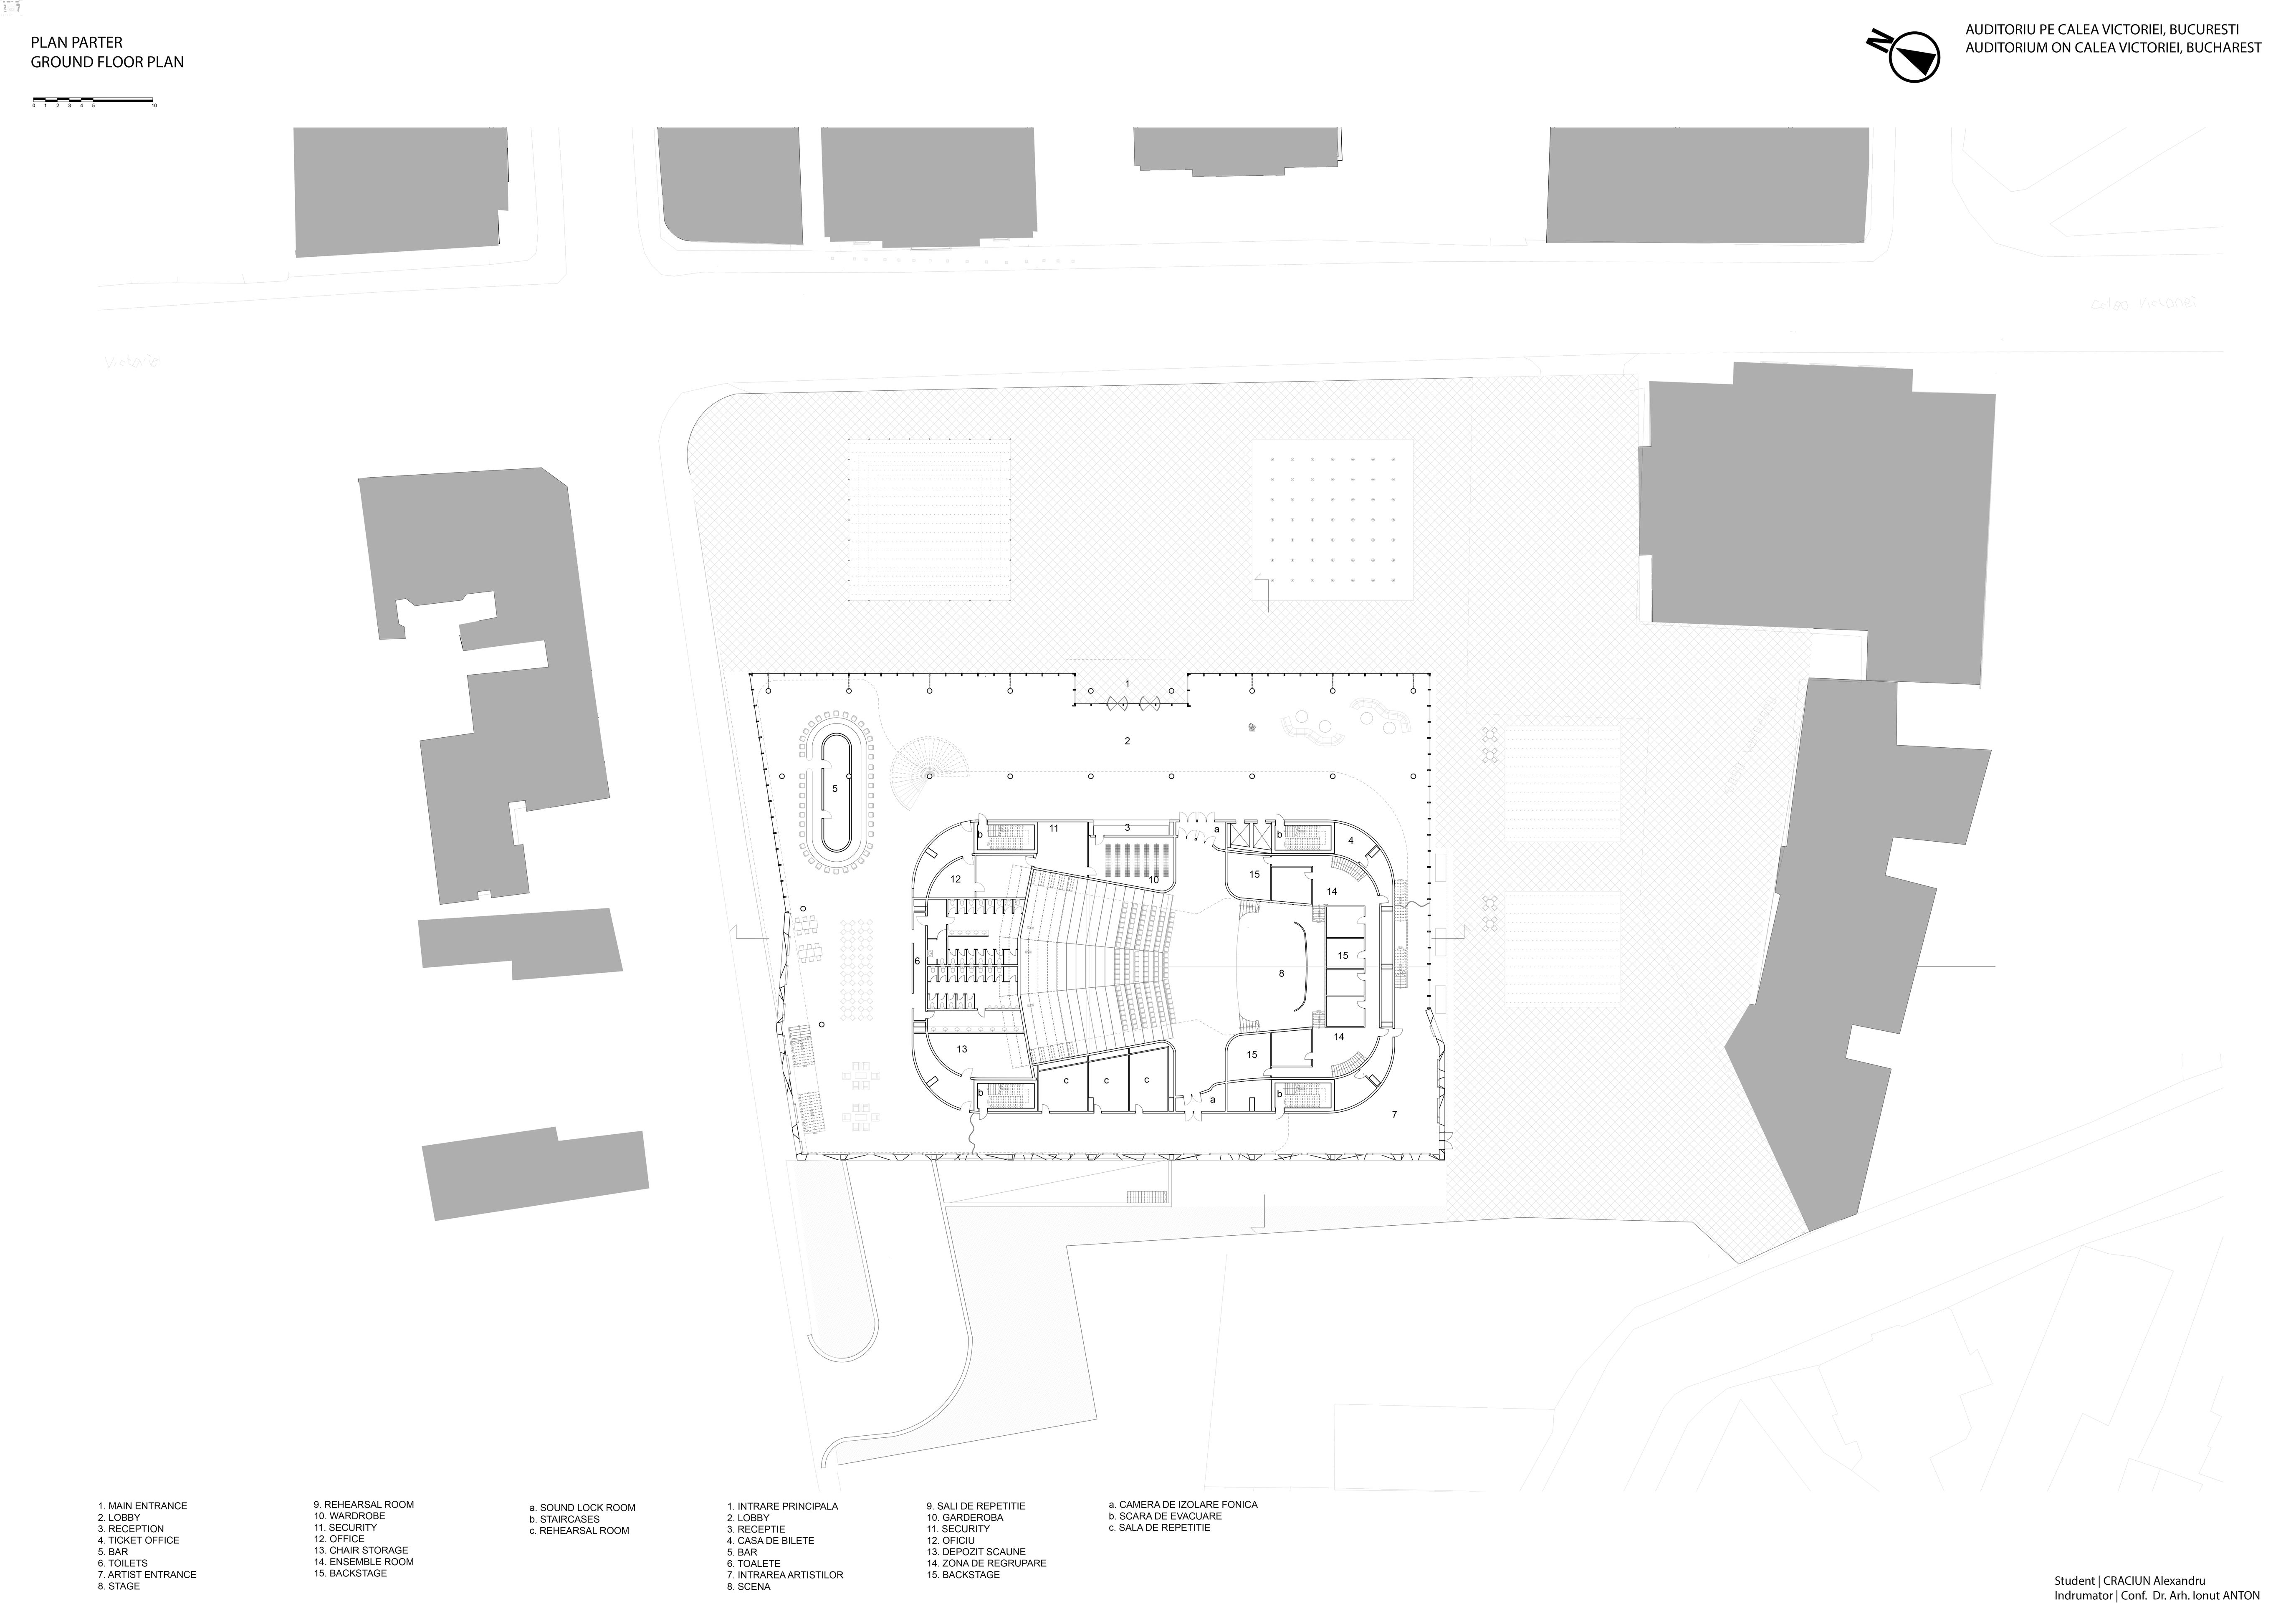 PLAN PARTER
GROUND FLOOR PLAN
0 1 2 3 4 5 10
AUDITORIU PE CALEA VICTORIEI, BUCURESTI
AUDITORIUM ON CALEA VICTORIEI, BUCHAREST
N
Calea Victoriei
Victoriei
1
2
5
b
11
3
a
b
4
12
10
15
14
6
15
8
13
14
15
c
c
c
b
a
b
7
1. MAIN ENTRANCE
2. LOBBY
3. RECEPTION
4. TICKET OFFICE
5. BAR
6. TOILETS
7. ARTIST ENTRANCE
8. STAGE
9. REHEARSAL ROOM
10. WARDROBE
11. SECURITY
12. OFFICE
13. CHAIR STORAGE
14. ENSEMBLE ROOM
15. BACKSTAGE
a. SOUND LOCK ROOM
b. STAIRCASES
c. REHEARSAL ROOM
1. INTRARE PRINCIPALA
2. LOBBY
3. RECEPTIE
4. CASA DE BILETE
5. BAR
6. TOALETE
7. INTRAREA ARTISTILOR
8. SCENA
9. SALI DE REPETITIE
10. GARDEROBA
11. SECURITY
12. OFICIU
13. DEPOZIT SCAUNE
14. ZONA DE REGRUPARE
15. BACKSTAGE
a. CAMERA DE IZOLARE FONICA
b. SCARA DE EVACUARE
c. SALA DE REPETITIE
Student | CRACIUN Alexandru
Indrumator | Conf. Dr. Arh. Ionut ANTON